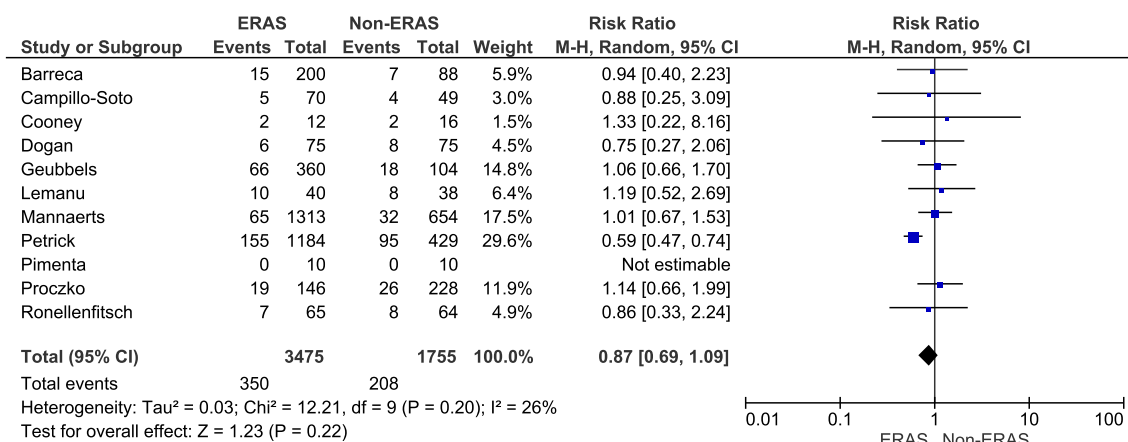 ERAS Non-ERAS Risk Ratio Risk Ratio
Study or Subgroup Events Total Events Total Weight M-H, Random, 95% CI M-H, Random, 95% CI
Barreca 15 200 7 88 5.9% 0.94 [0.40, 2.23]
Campillo-Soto 5 70 4 49 3.0% 0.88 [0.25, 3.09]
Cooney 2 12 2 16 1.5% 1.33 [0.22, 8.16]
Dogan 6 75 8 75 4.5% 0.75 [0.27, 2.06]
Geubbels 66 360 18 104 14.8% 1.06 [0.66, 1.70]
Lemanu 10 40 8 38 6.4% 1.19 [0.52, 2.69]
Mannaerts 65 1313 32 654 17.5% 1.01 [0.67, 1.53]
Petrick 155 1184 95 429 29.6% 0.59 [0.47, 0.74]
Pimenta 0 10 0 10 Not estimable
Proczko 19 146 26 228 11.9% 1.14 [0.66, 1.99]
Ronellenfitsch 7 65 8 64 4.9% 0.86 [0.33, 2.24]
Total (95% CI) 3475 1755 100.0% 0.87 [0.69, 1.09]
Total events 350 208
Heterogeneity: Tau² = 0.03; Chi² = 12.21, df = 9 (P = 0.20); I² = 26%
Test for overall effect: Z = 1.23 (P = 0.22)
0.01 0.1 1 10 100
ERAS Non-ERAS